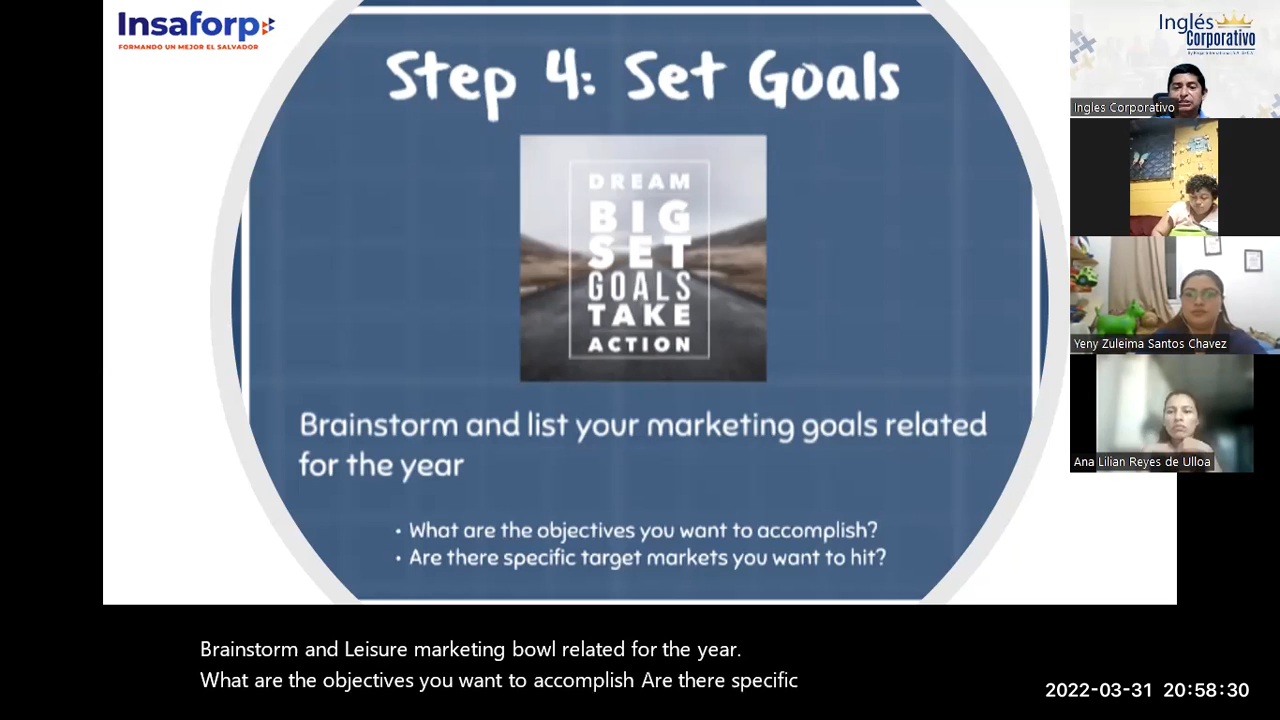 Insaforp
FORMANDO UN MEJOR EL SALVADOR
Step 4: Set Goals
DREAM
BIG
SET
GOALS
TAKE
ACTION
Brainstorm and list your marketing goals related
for the year
• What are the objectives you want to accomplish?
• Are there specific target markets you want to hit?
Inglés
Corporativo
Ingles Corporativo
Yeny Zuleima Santos Chavez
Ana Lilian Reyes de Ulloa
Brainstorm and Leisure marketing bowl related for the year.
What are the objectives you want to accomplish Are there specific
2022-03-31 20:58:30